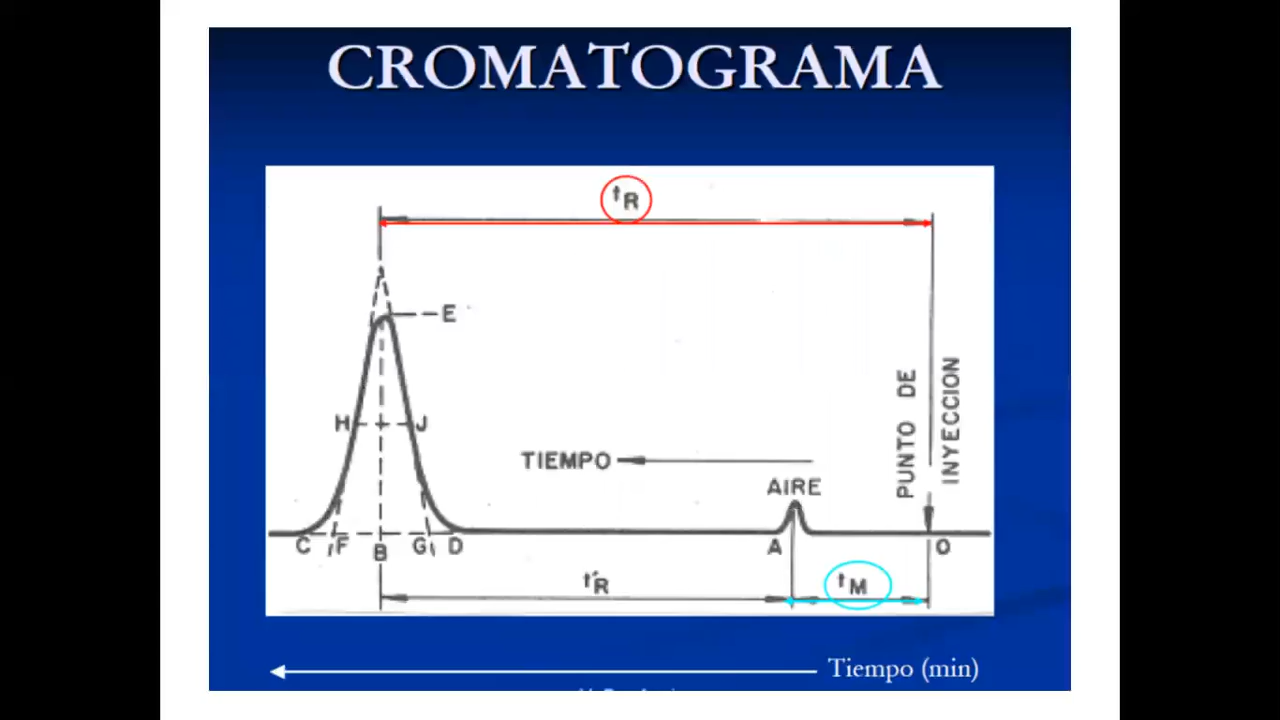 CROMATOGRAMA
tR
E
H
J
TIEMPO
AIRE
PUNTO DE
INYECCION
C F B G D A O
t'R
tM
Tiempo (min)